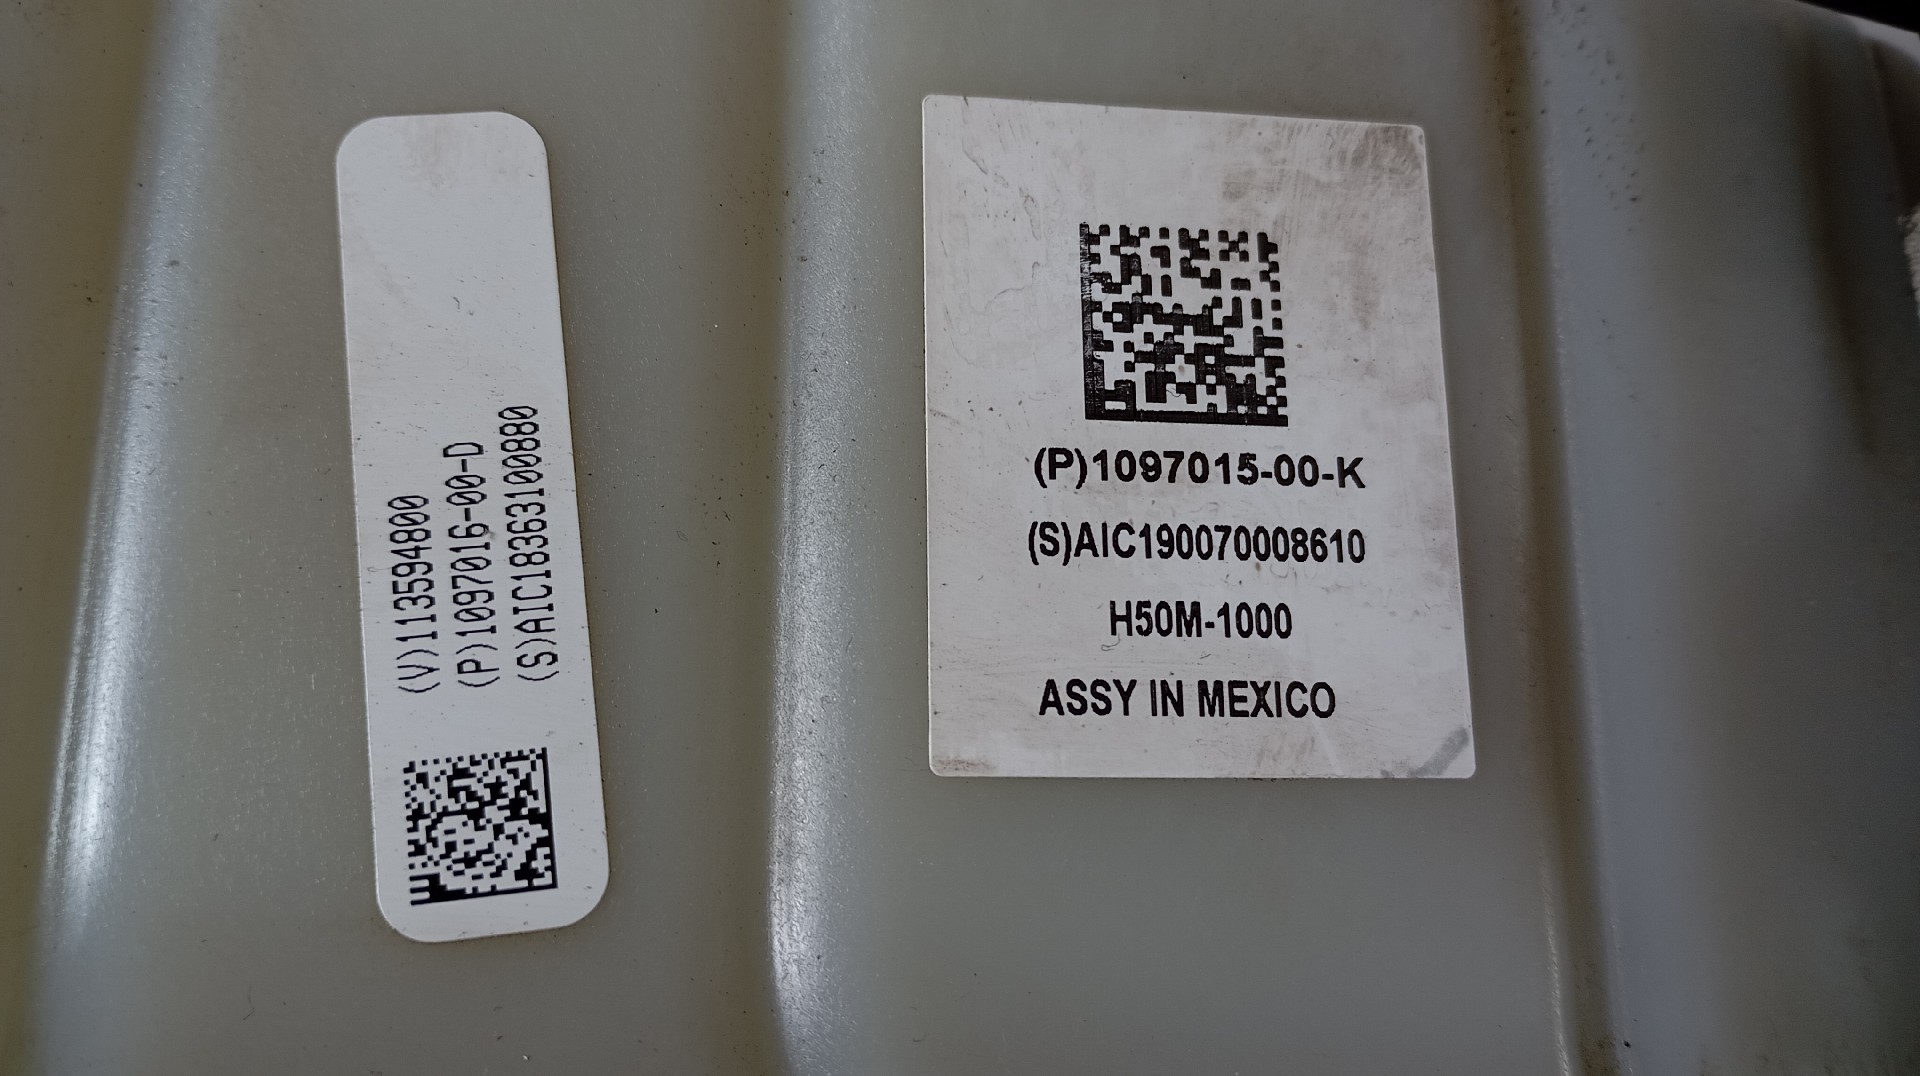 (V)113594800
(P)1097016-00-D
(S)AIC18363100880
(P)1097015-00-K
(S)AIC190070008610
H50M-1000
ASSY IN MEXICO